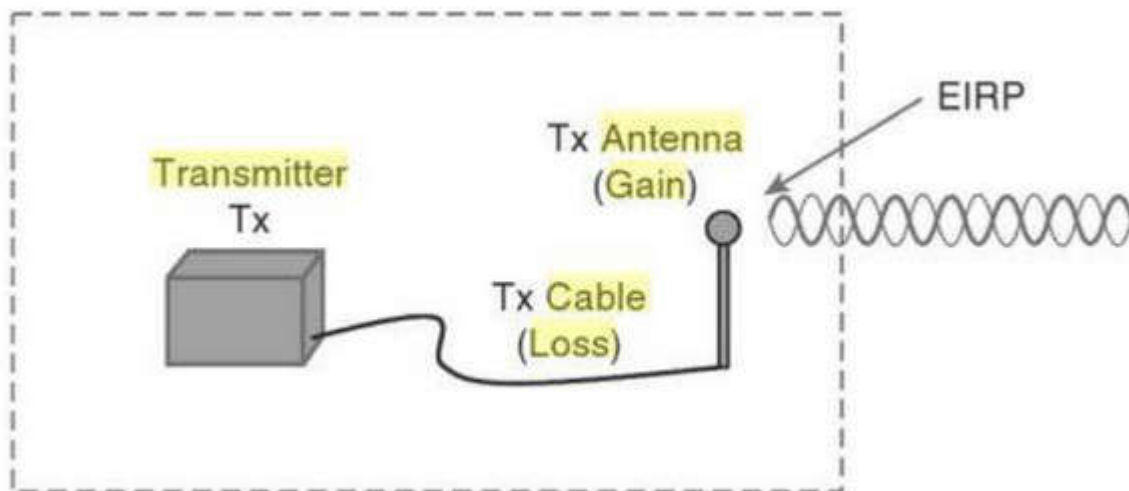 EIRP
Tx Antenna
(Gain)
Transmitter
Tx
Tx Cable
(Loss)